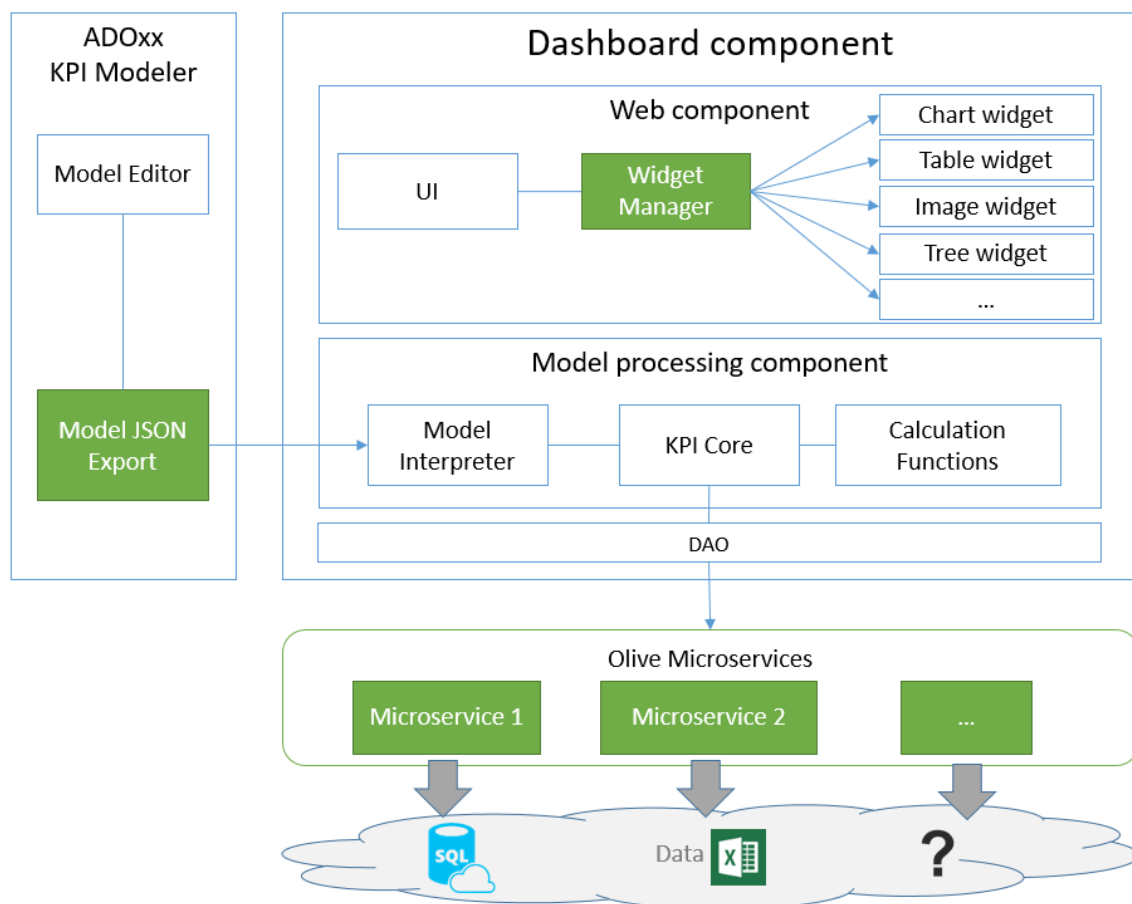 ADOxx
KPI Modeler
Model Editor
Model JSON
Export
Dashboard component
Web component
UI
Widget
Manager
Chart widget
Table widget
Image widget
Tree widget
...
Model processing component
Model
Interpreter
KPI Core
Calculation
Functions
DAO
Olive Microservices
Microservice 1
Microservice 2
...
SQL
Data
X
?